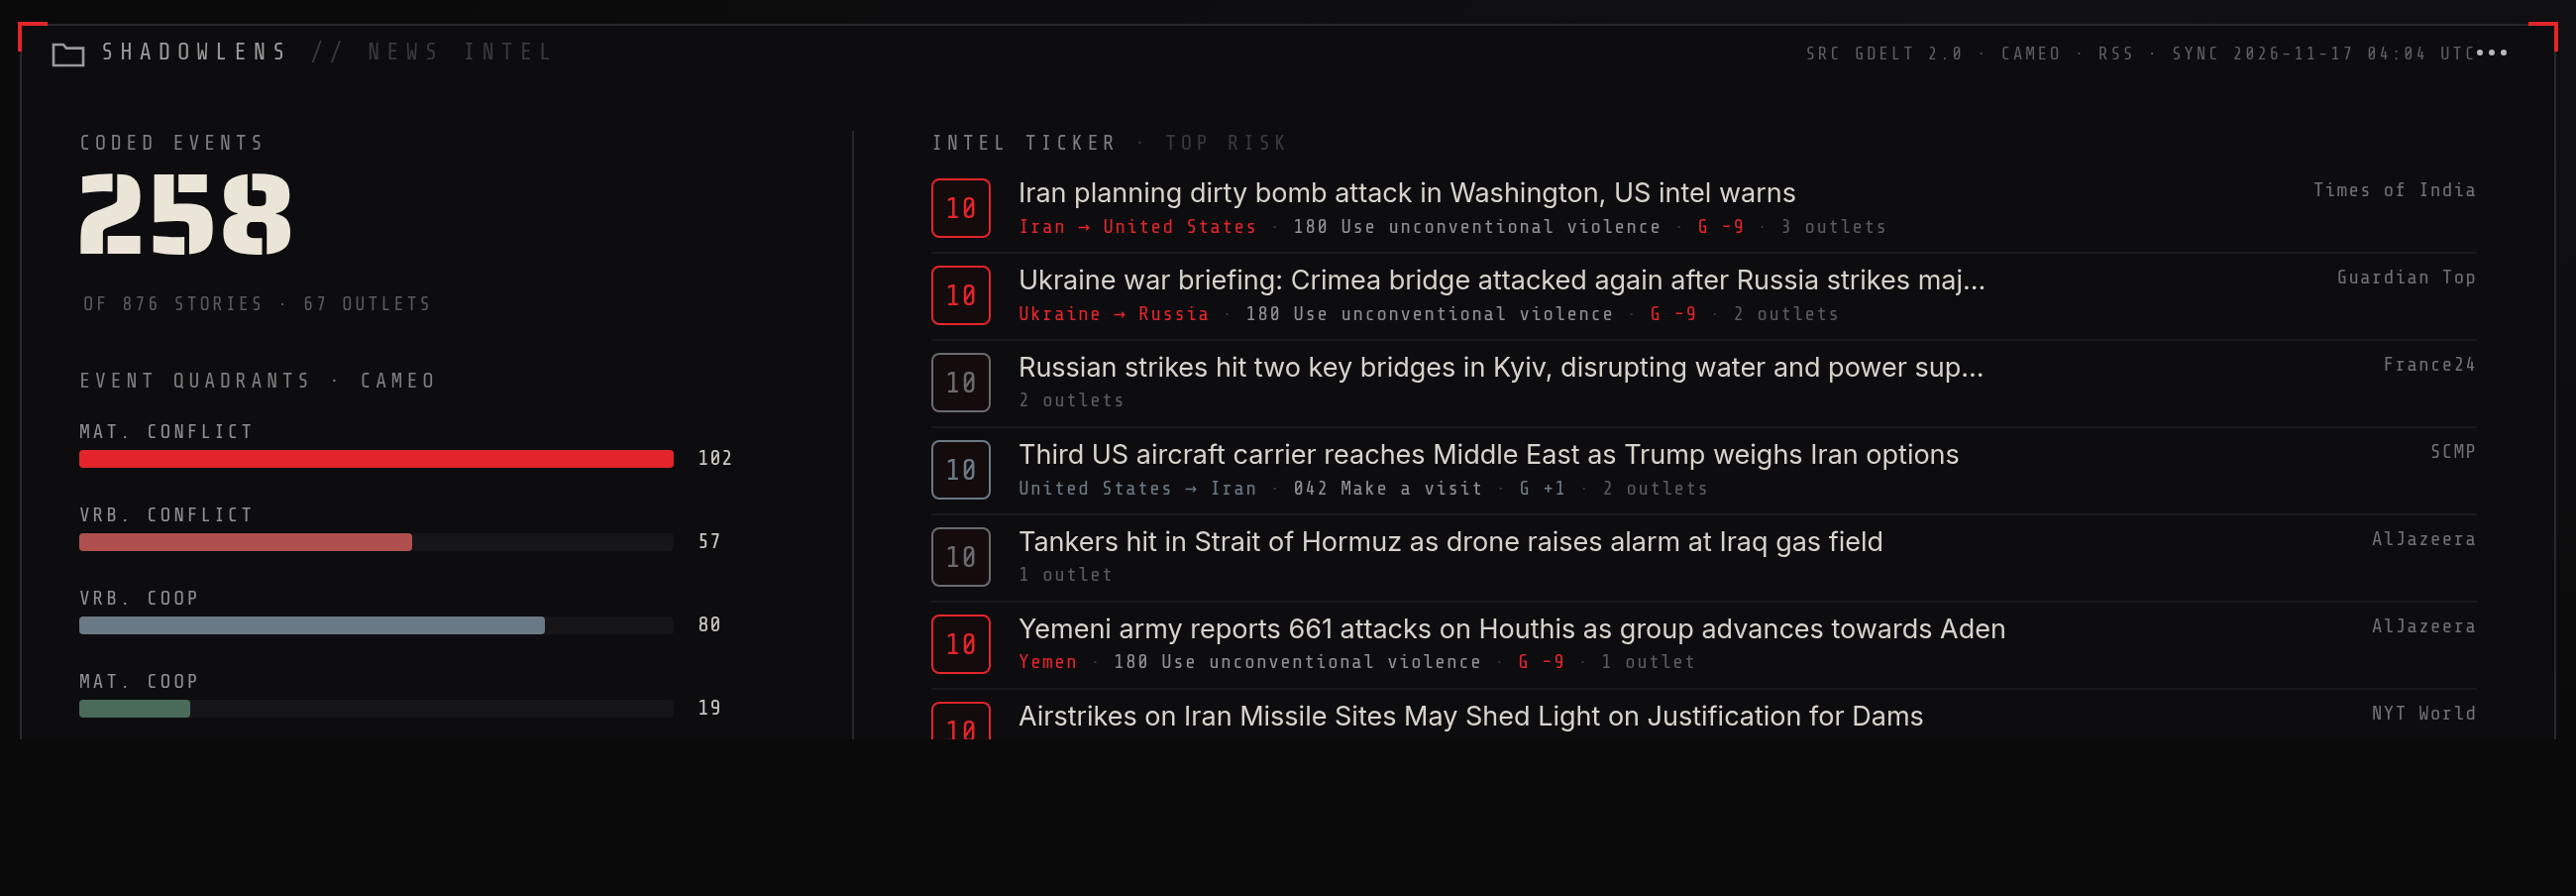 SHADOWLENS // NEWS INTEL
SRC GDELT 2.0 · CAMEO · RSS · SYNC 2026-11-17 04:04 UTC
CODED EVENTS
258
OF 876 STORIES · 67 OUTLETS
EVENT QUADRANTS · CAMEO
MAT. CONFLICT
102
VRB. CONFLICT
57
VRB. COOP
80
MAT. COOP
19
INTEL TICKER · TOP RISK
10 Iran planning dirty bomb attack in Washington, US intel warns Times of India
Iran → United States · 180 Use unconventional violence · G -9 · 3 outlets
10 Ukraine war briefing: Crimea bridge attacked again after Russia strikes maj... Guardian Top
Ukraine → Russia · 180 Use unconventional violence · G -9 · 2 outlets
10 Russian strikes hit two key bridges in Kyiv, disrupting water and power sup... France24
2 outlets
10 Third US aircraft carrier reaches Middle East as Trump weighs Iran options SCMP
United States → Iran · 042 Make a visit · G +1 · 2 outlets
10 Tankers hit in Strait of Hormuz as drone raises alarm at Iraq gas field AlJazeera
1 outlet
10 Yemeni army reports 661 attacks on Houthis as group advances towards Aden AlJazeera
Yemen · 180 Use unconventional violence · G -9 · 1 outlet
10 Airstrikes on Iran Missile Sites May Shed Light on Justification for Dams NYT World